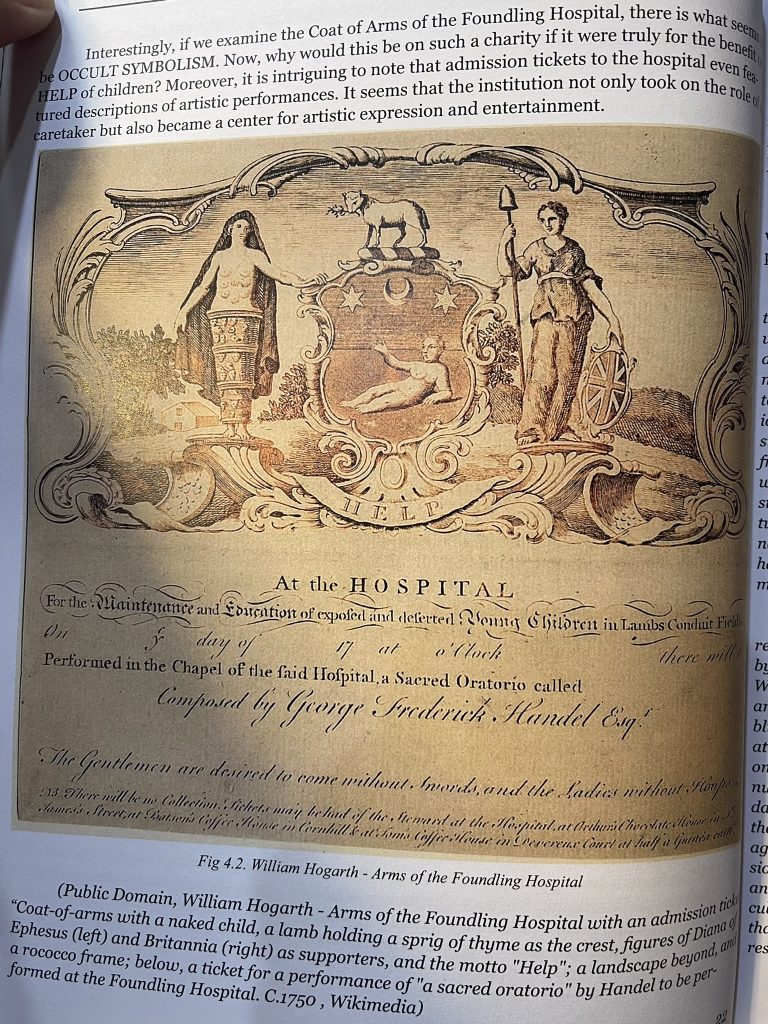 Interestingly, if we examine the Coat of Arms of the Foundling Hospital, there is what
be OCCULT SYMBOLISM. Now, why would this be on such a charity if it were truly for the benefit
HELP of children? Moreover, it is intriguing to note that admission tickets to the hospital even fea-
tured descriptions of artistic performances. It seems that the institution not only took on the role of
caretaker but also became a center for artistic expression and entertainment.
HELP
At the HOSPITAL
For the Maintenance and Education of exposed and deserted Young Children in Lambs Conduit Fields
On yͤ day of 17 at o'Clock there will
Performed in the Chapel of the said Hospital, a Sacred Oratorio called
Composed by George Frederick Handel Esqʳ
The Gentlemen are desired to come without Swords, and the Ladies without Hoops
NB. There will be no Collection. Tickets may be had of the Steward at the Hospital, at Arthur's Chocolate House in
James's Street, at Batson's Coffee House in Cornhill & at Tom's Coffee House in Devereux Court at half a Guinea each
Fig 4.2. William Hogarth - Arms of the Foundling Hospital
(Public Domain, William Hogarth - Arms of the Foundling Hospital with an admission
"Coat-of-arms with a naked child, a lamb holding a sprig of thyme as the crest, figures of Diana of
Ephesus (left) and Britannia (right) as supporters, and the motto "Help"; a landscape beyond, and
a rococco frame; below, a ticket for a performance of "a sacred oratorio" by Handel to be per-
formed at the Foundling Hospital. C.1750 , Wikimedia)
22